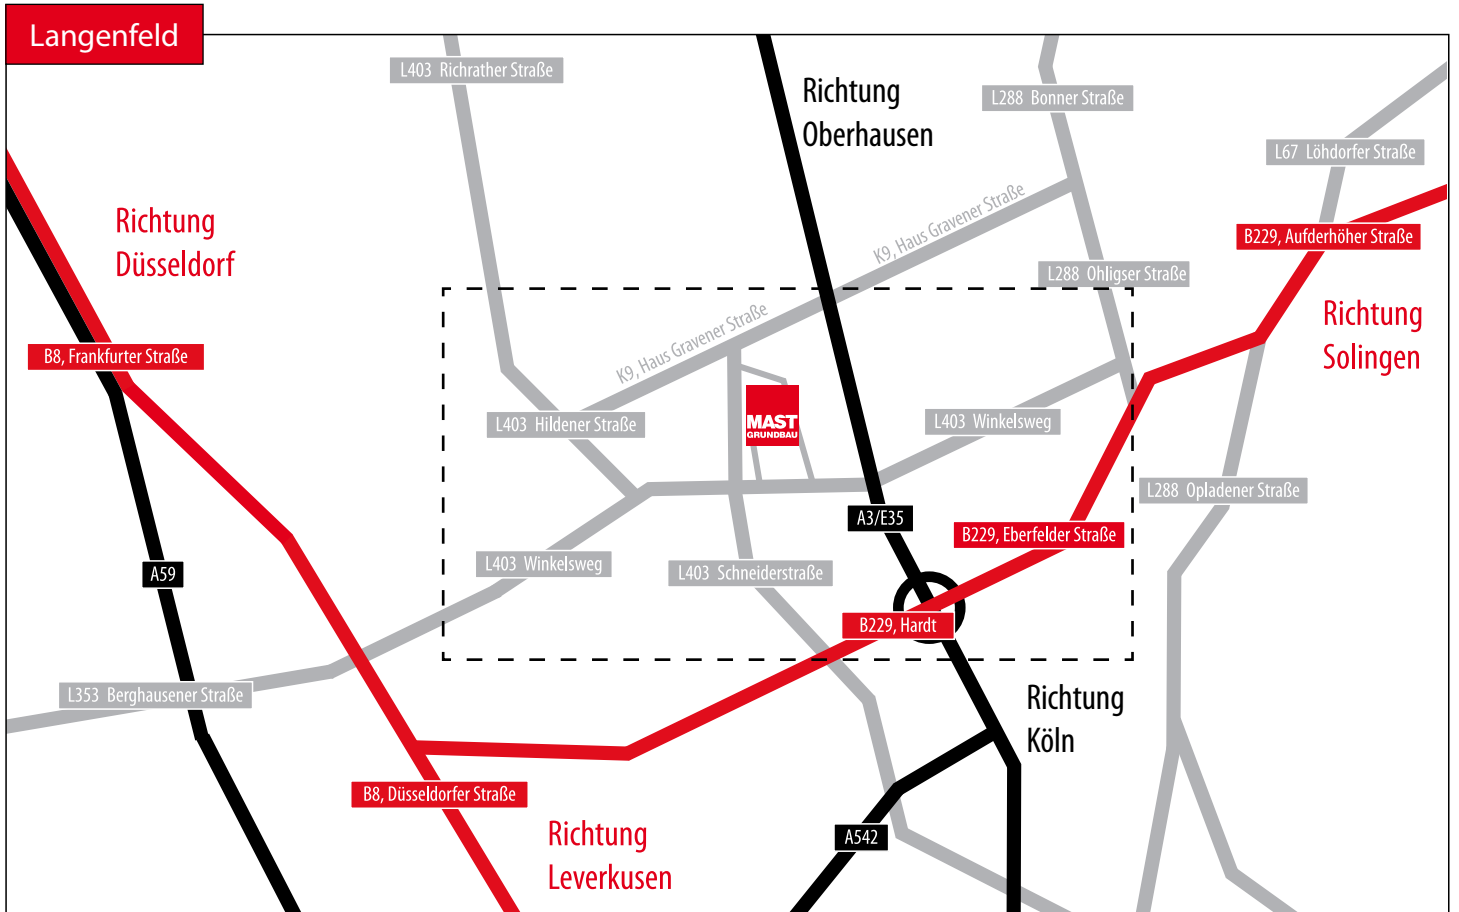 Langenfeld
L403 Richrather Straße
Richtung
Oberhausen
L288 Bonner Straße
L67 Löhdorfer Straße
Richtung
Düsseldorf
K9, Haus Gravener Straße
B229, Aufderhöher Straße
L288 Ohligser Straße
Richtung
Solingen
K9, Haus Gravener Straße
B8, Frankfurter Straße
MAST
GRUNDBAU
L403 Hildener Straße
L403 Winkelsweg
L288 Opladener Straße
A3/E35
B229, Eberfelder Straße
L403 Winkelsweg
A59
L403 Schneiderstraße
B229, Hardt
L353 Berghausener Straße
Richtung
Köln
B8, Düsseldorfer Straße
Richtung
Leverkusen
A542